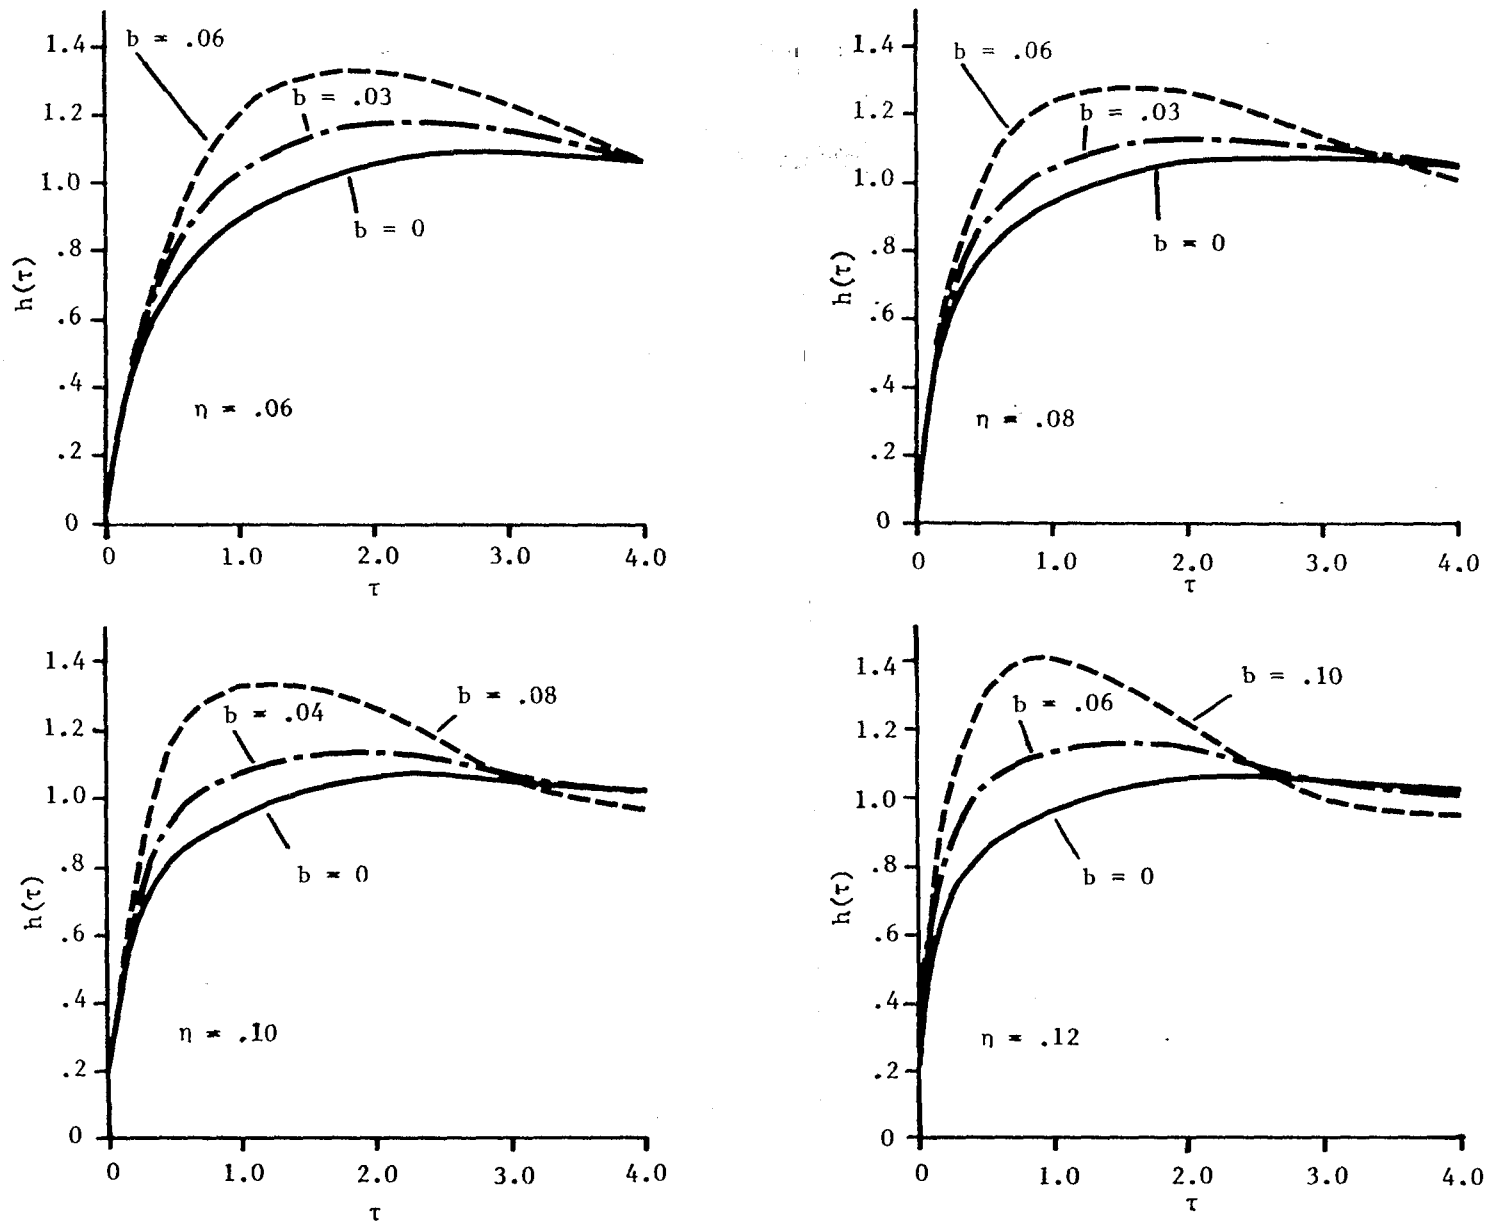 1.4
b = .06
1.2
b = .03
1.0
.8
b = 0
h(τ)
.6
.4
η = .06
.2
0
0 1.0 2.0 3.0 4.0
τ
1.4
b = .06
1.2
b = .03
1.0
.8
b = 0
h(τ)
.6
.4
η = .08
.2
0
0 1.0 2.0 3.0 4.0
τ
1.4
b = .08
1.2
b = .04
1.0
.8
b = 0
h(τ)
.6
.4
η = .10
.2
0
0 1.0 2.0 3.0 4.0
τ
1.4
b = .10
b = .06
1.2
1.0
.8
b = 0
h(τ)
.6
.4
η = .12
.2
0
0 1.0 2.0 3.0 4.0
τ